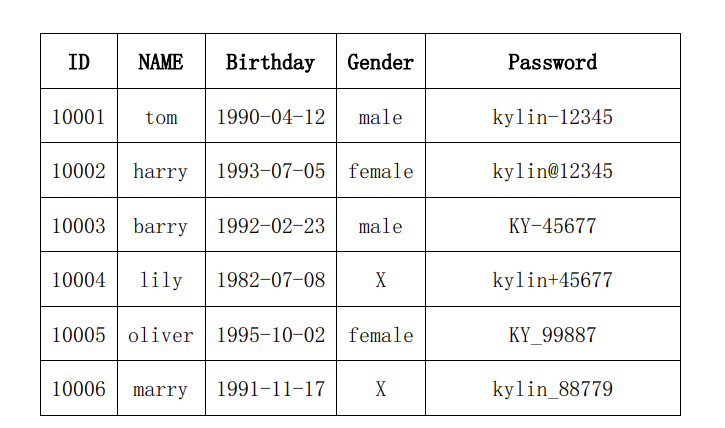 ID NAME Birthday Gender Password
10001 tom 1990-04-12 male kylin-12345
10002 harry 1993-07-05 female kylin@12345
10003 barry 1992-02-23 male KY-45677
10004 lily 1982-07-08 X kylin+45677
10005 oliver 1995-10-02 female KY_99887
10006 marry 1991-11-17 X kylin_88779